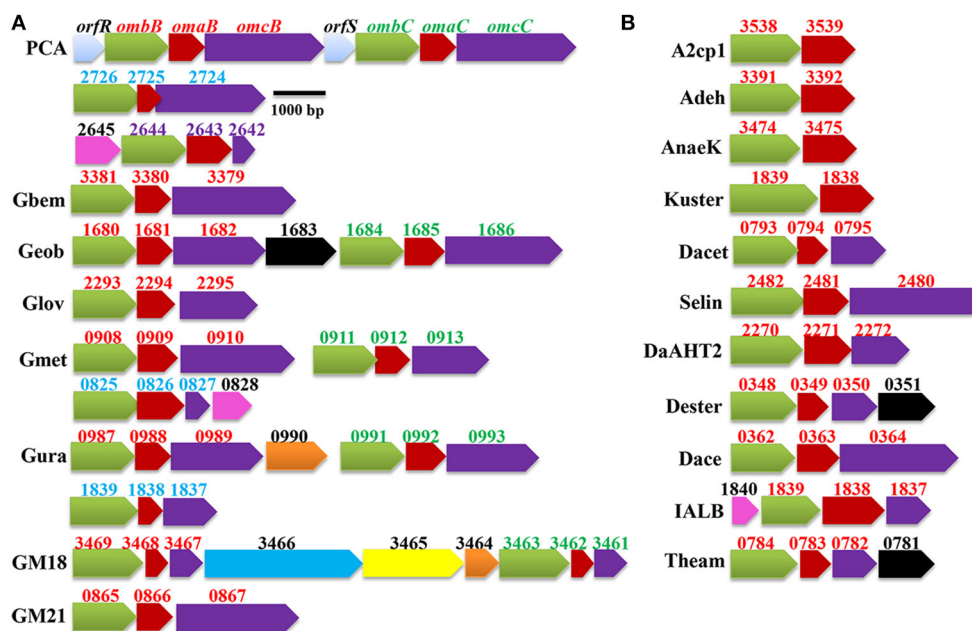 A
orfR ombB omaB omcB orfS ombC omaC omcC
PCA
2726 2725 2724
1000 bp
2645 2644 2643 2642
3381 3380 3379
Gbem
1680 1681 1682 1683 1684 1685 1686
Geob
2293 2294 2295
Glov
0908 0909 0910 0911 0912 0913
Gmet
0825 0826 0827 0828
0987 0988 0989 0990 0991 0992 0993
Gura
1839 1838 1837
3469 3468 3467 3466 3465 3464 3463 3462 3461
GM18
0865 0866 0867
GM21
B
3538 3539
A2cp1
3391 3392
Adeh
3474 3475
AnaeK
1839 1838
Kuster
0793 0794 0795
Dacet
2482 2481 2480
Selin
2270 2271 2272
DaAHT2
0348 0349 0350 0351
Dester
0362 0363 0364
Dace
1840 1839 1838 1837
IALB
0784 0783 0782 0781
Theam